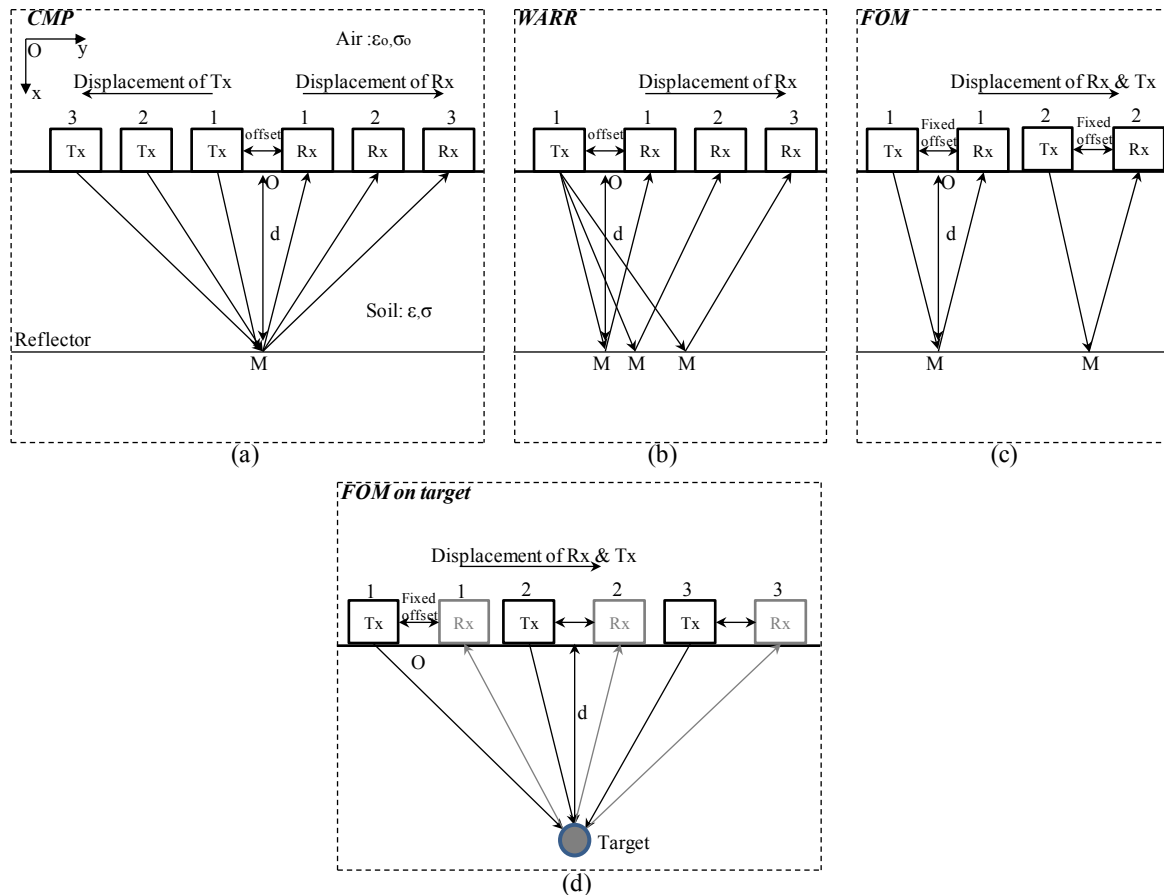 CMP
O
y
x
Air :εo,σo
Displacement of Tx
Displacement of Rx
3
2
1
1
2
3
offset
Tx
Tx
Tx
Rx
Rx
Rx
O
d
Soil: ε,σ
Reflector
M
(a)
WARR
Displacement of Rx
1
1
2
3
offset
Tx
Rx
Rx
Rx
O
d
M
M
M
(b)
FOM
Displacement of Rx & Tx
1
1
2
2
Fixed
offset
Fixed
offset
Tx
Rx
Tx
Rx
O
d
M
M
(c)
FOM on target
Displacement of Rx & Tx
1
1
2
2
3
3
Fixed
offset
Tx
Rx
Tx
Rx
Tx
Rx
O
d
Target
(d)